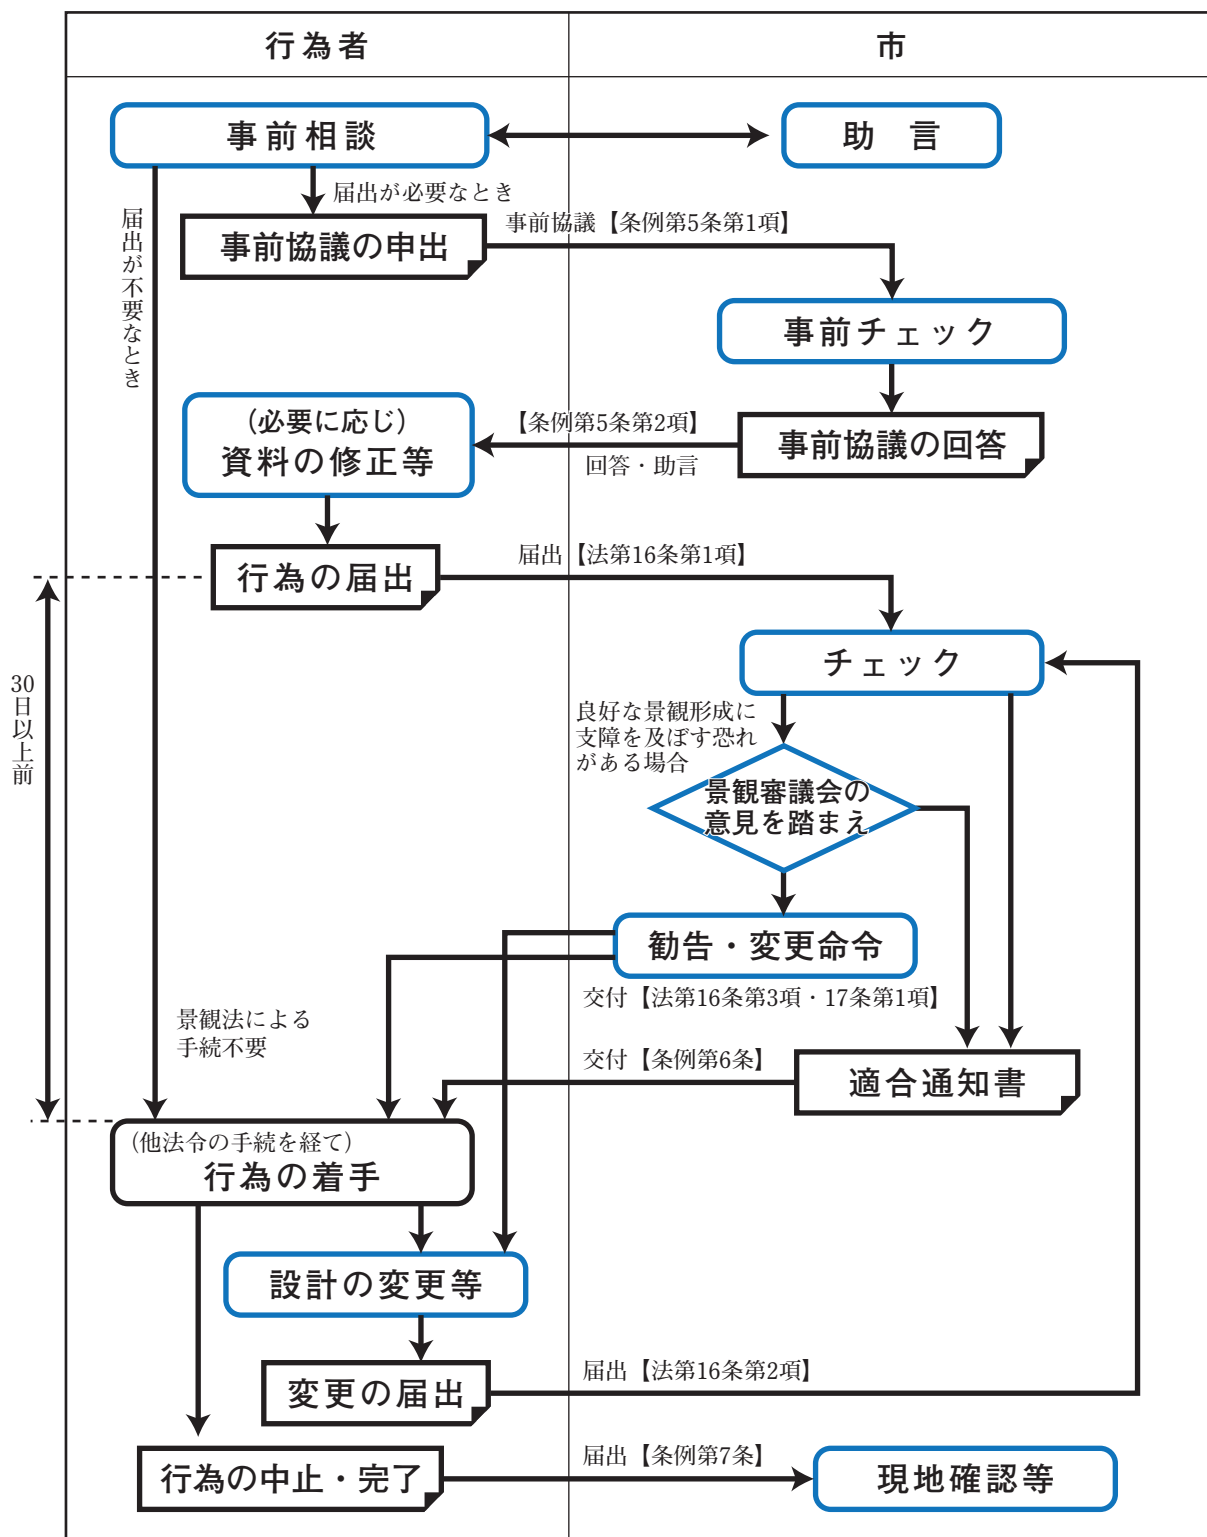 行為者
市
事前相談
助　言
届出が必要なとき
届出が不要なとき
事前協議の申出
事前協議【条例第5条第1項】
事前チェック
(必要に応じ)
資料の修正等
【条例第5条第2項】
回答・助言
事前協議の回答
行為の届出
届出【法第16条第1項】
チェック
30日以上前
良好な景観形成に
支障を及ぼす恐れ
がある場合
景観審議会の
意見を踏まえ
勧告・変更命令
交付【法第16条第3項・17条第1項】
景観法による
手続不要
交付【条例第6条】
適合通知書
(他法令の手続を経て)
行為の着手
設計の変更等
変更の届出
届出【法第16条第2項】
行為の中止・完了
届出【条例第7条】
現地確認等